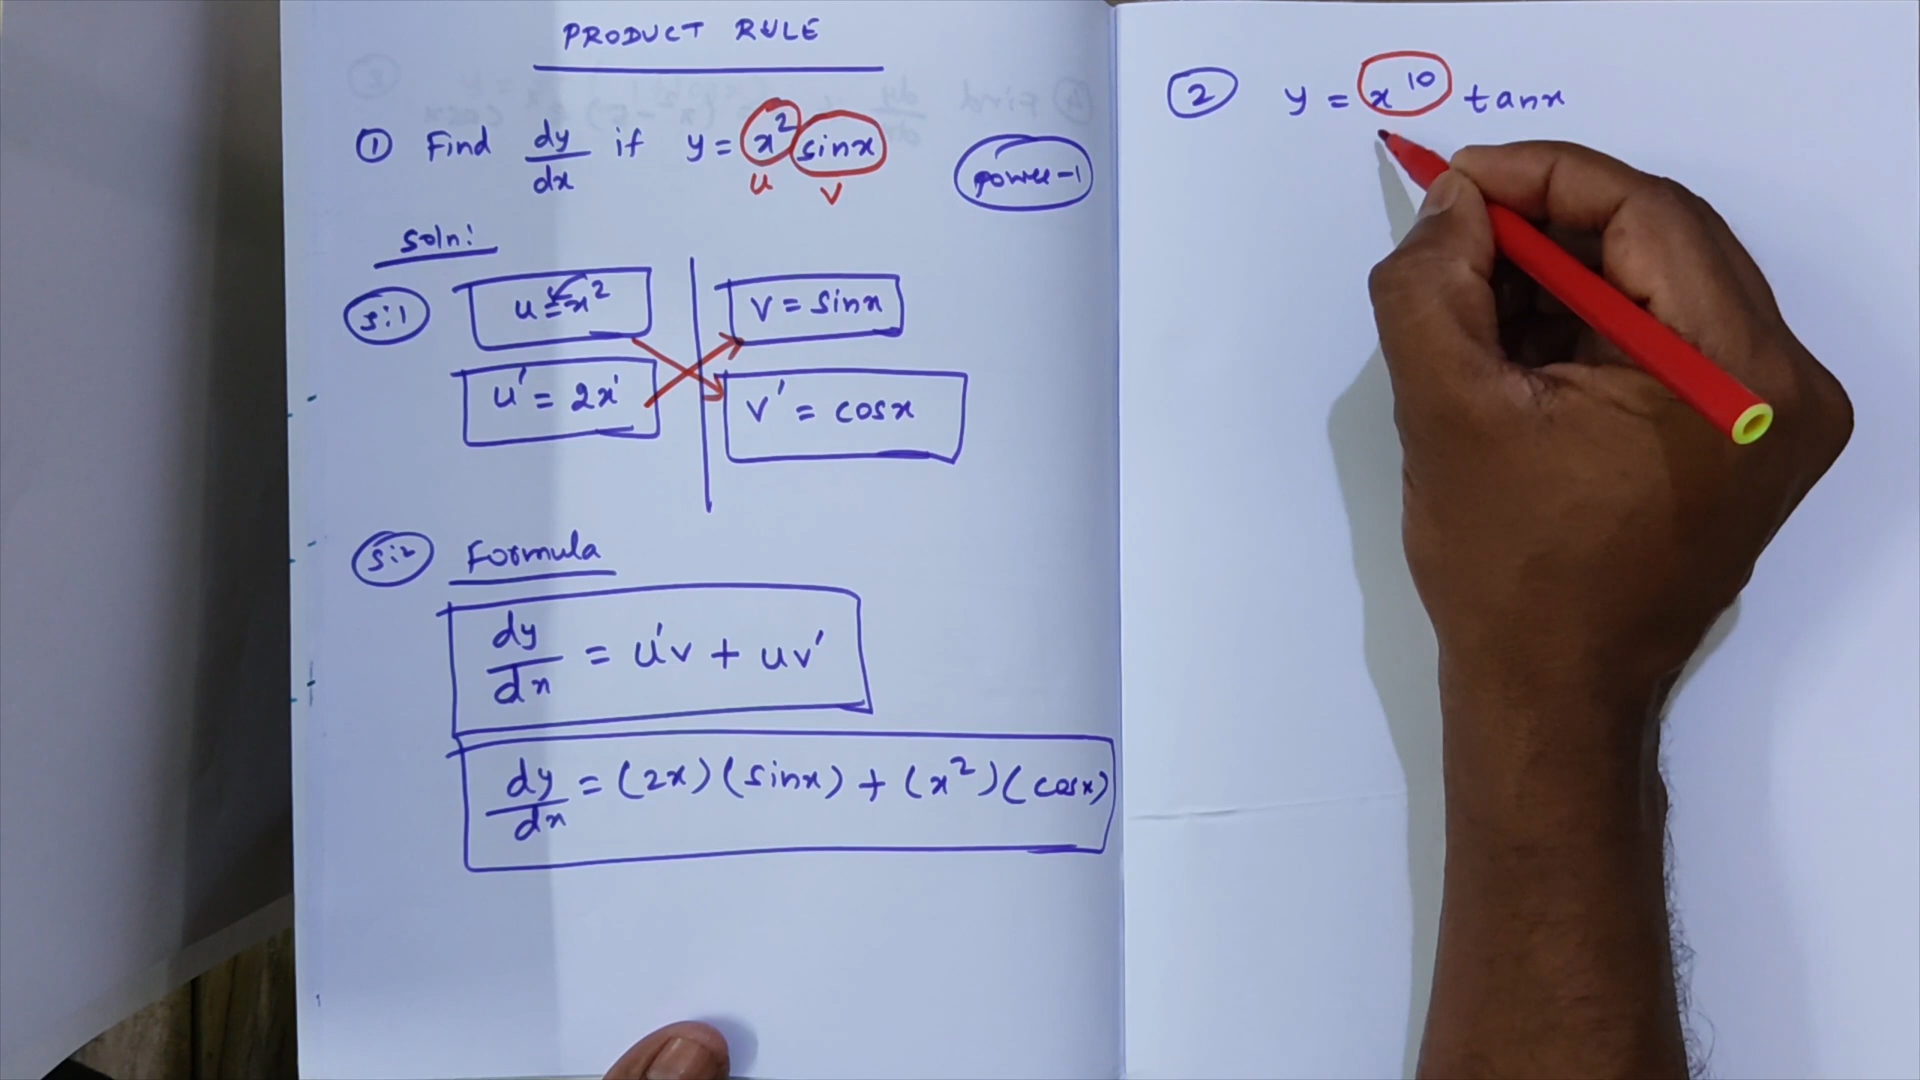 PRODUCT RULE
① Find dy/dx if y = x² sinx
u v
power-1
Soln:
S:1 u = x² v = sinx
u' = 2x' v' = cosx
S:2 Formula
dy/dx = u'v + uv'
dy/dx = (2x)(sinx) + (x²)(cosx)
② y = x¹⁰ tanx